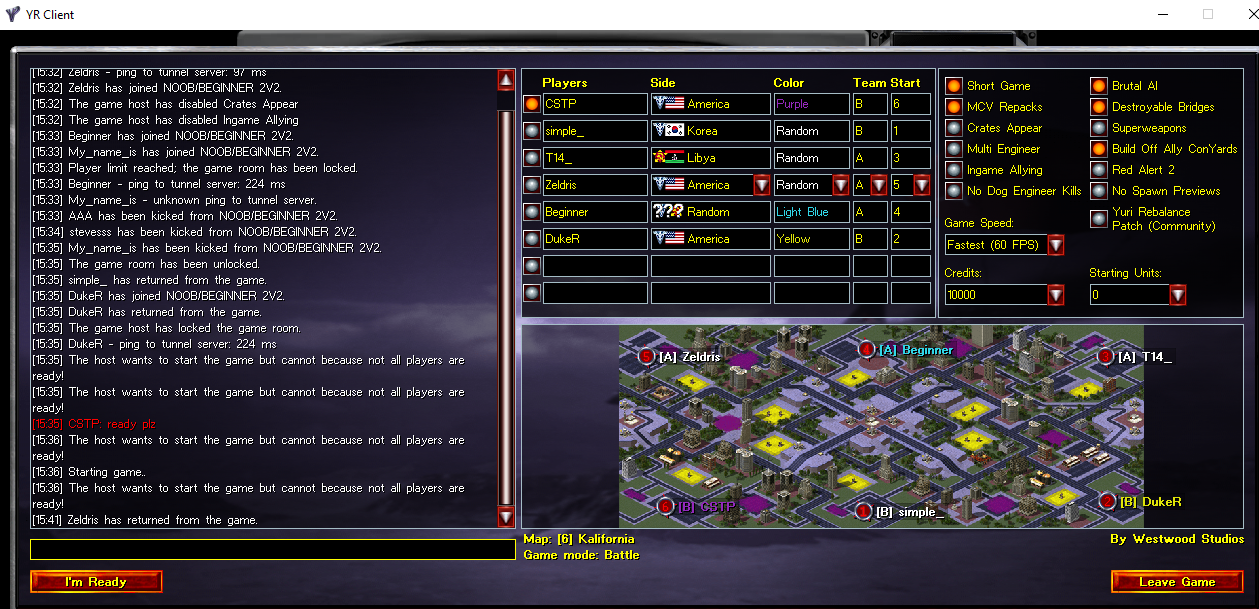 YR Client
[15:32] Zeldris - ping to tunnel server: 97 ms
[15:32] Zeldris has joined NOOB/BEGINNER 2V2.
[15:32] The game host has disabled Crates Appear
[15:32] The game host has disabled Ingame Allying
[15:33] Beginner has joined NOOB/BEGINNER 2V2.
[15:33] My_name_is has joined NOOB/BEGINNER 2V2.
[15:33] Player limit reached; the game room has been locked.
[15:33] Beginner - ping to tunnel server: 224 ms
[15:33] My_name_is - unknown ping to tunnel server.
[15:33] AAA has been kicked from NOOB/BEGINNER 2V2.
[15:34] stevesss has been kicked from NOOB/BEGINNER 2V2.
[15:35] My_name_is has been kicked from NOOB/BEGINNER 2V2.
[15:35] The game room has been unlocked.
[15:35] simple_ has returned from the game.
[15:35] DukeR has joined NOOB/BEGINNER 2V2.
[15:35] DukeR has returned from the game.
[15:35] The game host has locked the game room.
[15:35] DukeR - ping to tunnel server: 224 ms
[15:35] The host wants to start the game but cannot because not all players are
ready!
[15:35] The host wants to start the game but cannot because not all players are
ready!
[15:35] CSTP: ready plz
[15:36] The host wants to start the game but cannot because not all players are
ready!
[15:36] Starting game..
[15:36] The host wants to start the game but cannot because not all players are
ready!
[15:41] Zeldris has returned from the game.
I'm Ready
Players Side Color Team Start
CSTP America Purple B 6
simple_ Korea Random B 1
T14_ Libya Random A 3
Zeldris America Random A 5
Beginner ??? Random Light Blue A 4
DukeR America Yellow B 2
Short Game
MCV Repacks
Crates Appear
Multi Engineer
Ingame Allying
No Dog Engineer Kills
Brutal AI
Destroyable Bridges
Superweapons
Build Off Ally ConYards
Red Alert 2
No Spawn Previews
Yuri Rebalance
Patch (Community)
Game Speed:
Fastest (60 FPS)
Credits:
10000
Starting Units:
0
5 [A] Zeldris
4 [A] Beginner
3 [A] T14_
6 [B] CSTP
1 [B] simple_
2 [B] DukeR
Map: [6] Kalifornia
Game mode: Battle
By Westwood Studios
Leave Game